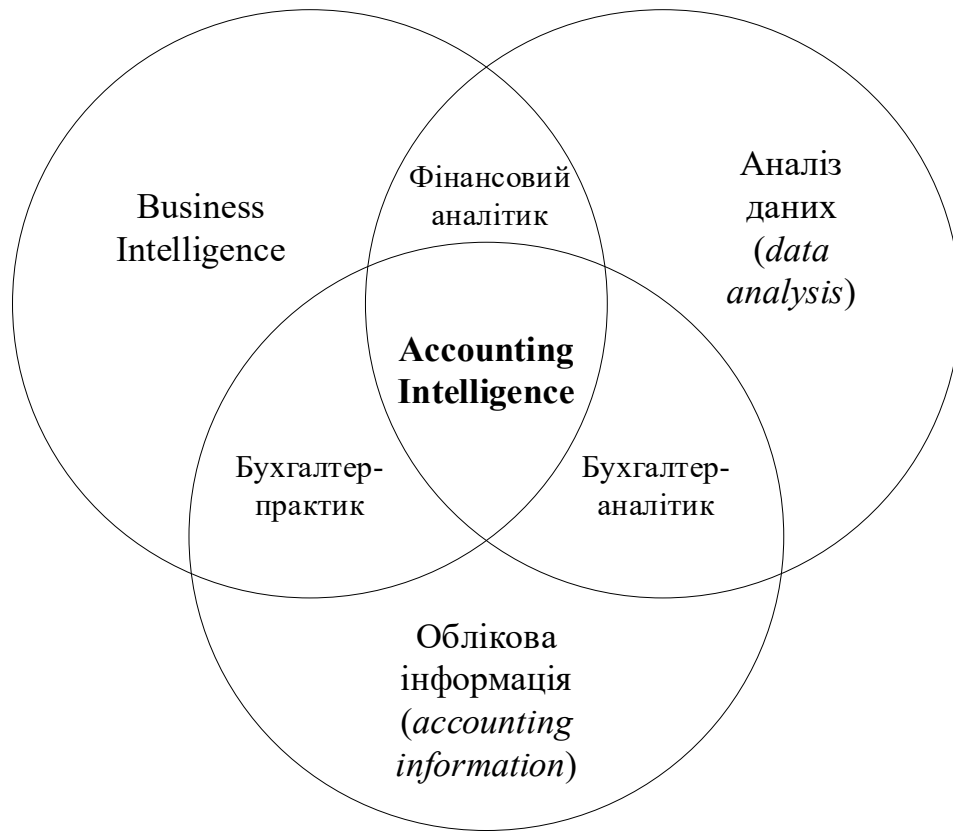 Business
Intelligence
Фінансовий
аналітик
Аналіз
даних
(data
analysis)
Accounting
Intelligence
Бухгалтер-
практик
Бухгалтер-
аналітик
Облікова
інформація
(accounting
information)